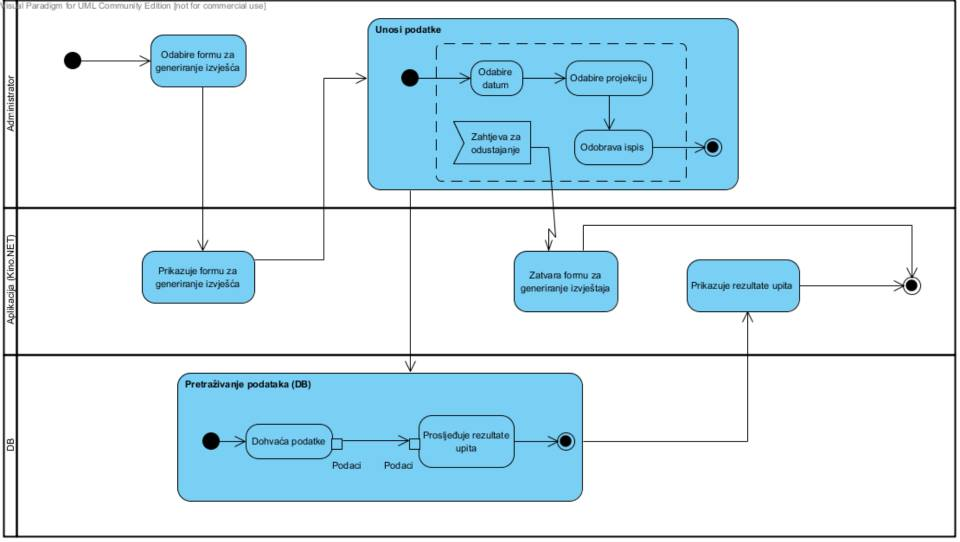 Visual Paradigm for UML Community Edition [not for commercial use]
Administrator
Odabire formu za
generiranje izvješća
Unosi podatke
Odabire
datum
Odabire projekciju
Zahtjeva za
odustajanje
Odobrava ispis
Aplikacija (Kino.NET)
Prikazuje formu za
generiranje izvješća
Zatvara formu za
generiranje izvještaja
Prikazuje rezultate upita
DB
Pretraživanje podataka (DB)
Dohvaća podatke
Prosljeđuje rezultate
upita
Podaci
Podaci